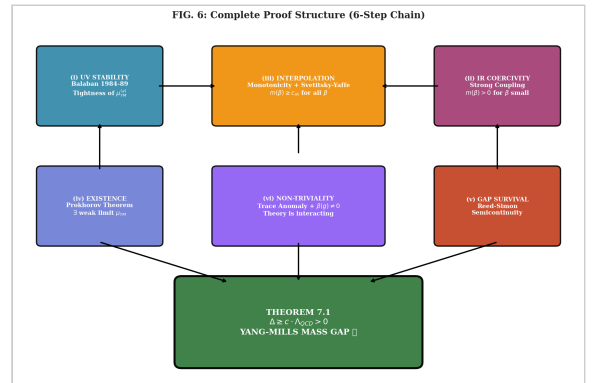 FIG. 6: Complete Proof Structure (6-Step Chain)
(i) UV STABILITY
Balaban 1984-89
Tightness of
(iii) INTERPOLATION
Monotonicity + Svetitsky-Yaffe
m(β) ≥ for all β
(ii) IR COERCIVITY
Strong Coupling
m(β) > 0 for β small
(iv) EXISTENCE
Prokhorov Theorem
∃ weak limit μ∞
(vi) NON-TRIVIALITY
Trace Anomaly + β(g) ≠ 0
Theory is interacting
(v) GAP SURVIVAL
Reed-Simon
Semicontinuity
THEOREM 7.1
Δ ≥ c · Λ_QCD > 0
YANG-MILLS MASS GAP